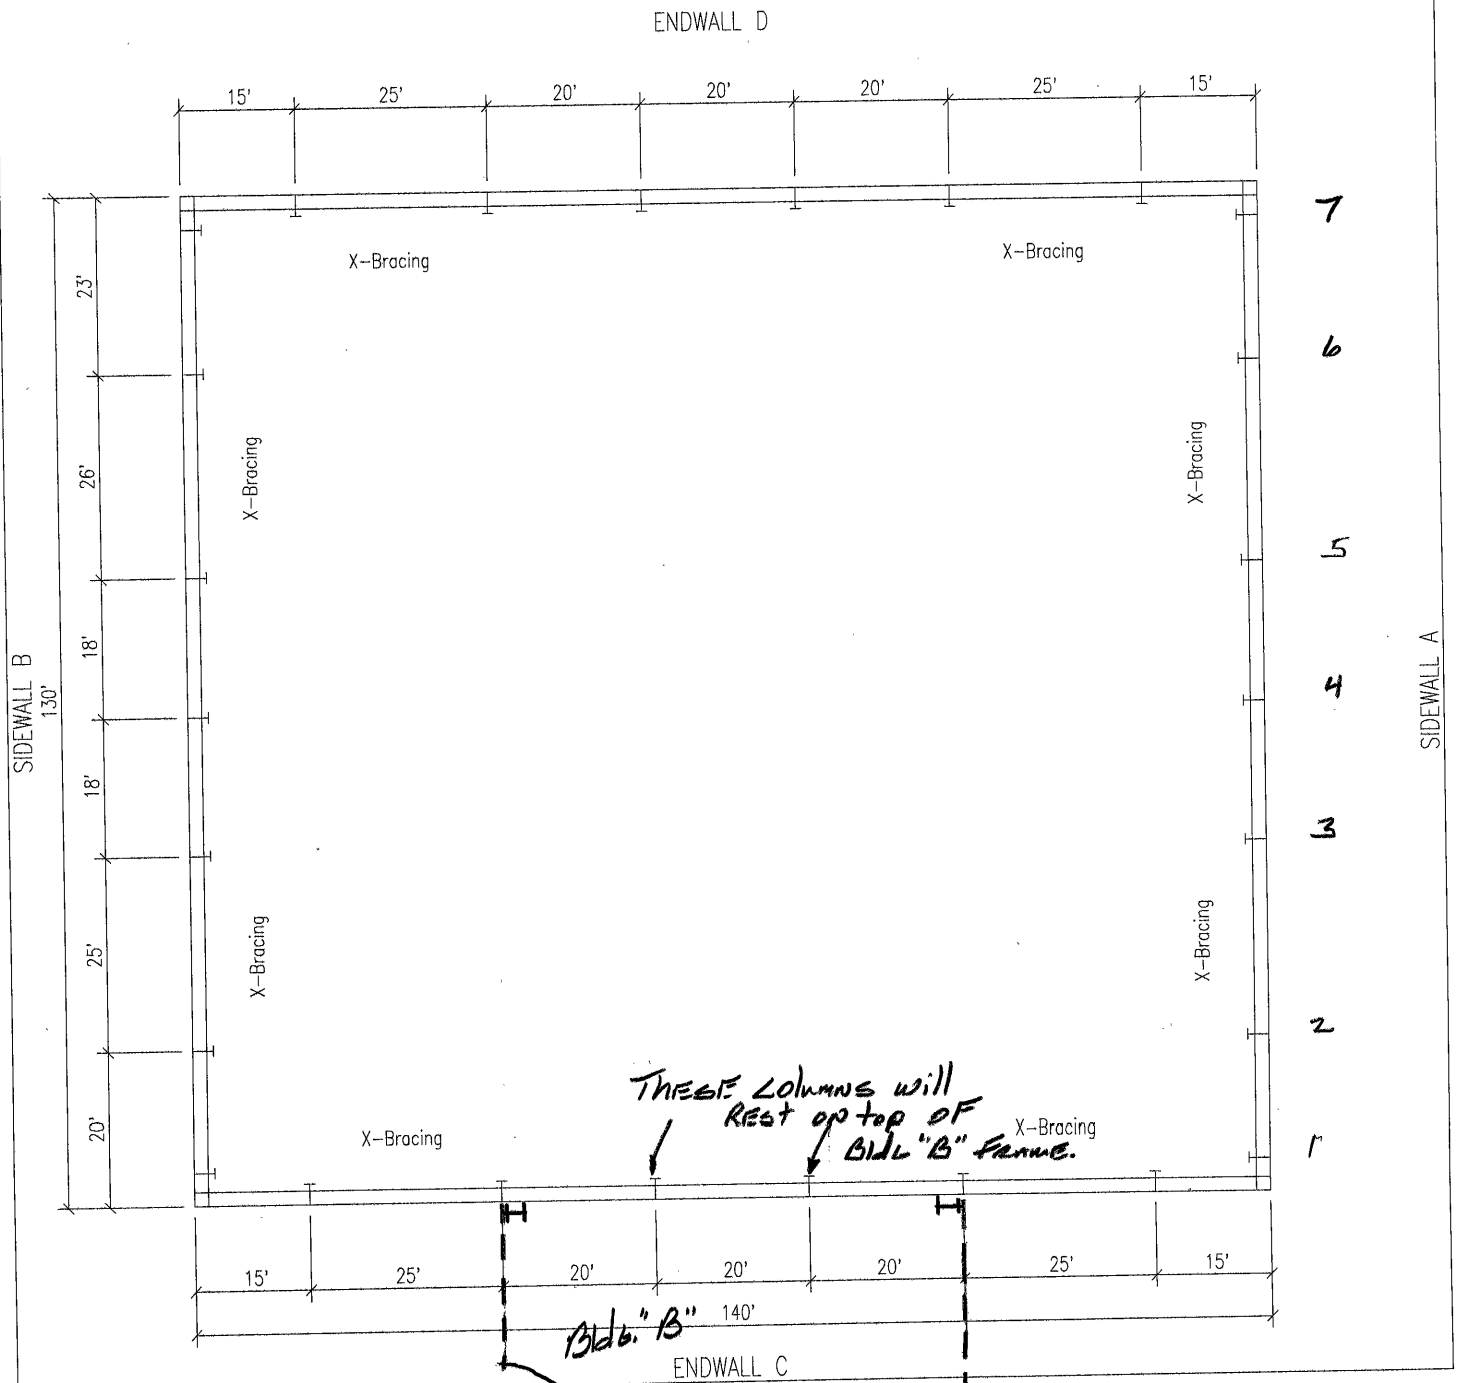 ENDWALL D
15' 25' 20' 20' 20' 25' 15'
X-Bracing
X-Bracing
7
6
5
4
3
2
1
23'
26'
18'
18'
25'
20'
130'
SIDEWALL B
SIDEWALL A
X-Bracing
X-Bracing
X-Bracing
X-Bracing
THESE COlumNS will
REST on top OF
Bldg "B" FRAME.
X-Bracing
X-Bracing
15' 25' 20' 20' 20' 25' 15'
140'
Bldg. "B"
ENDWALL C